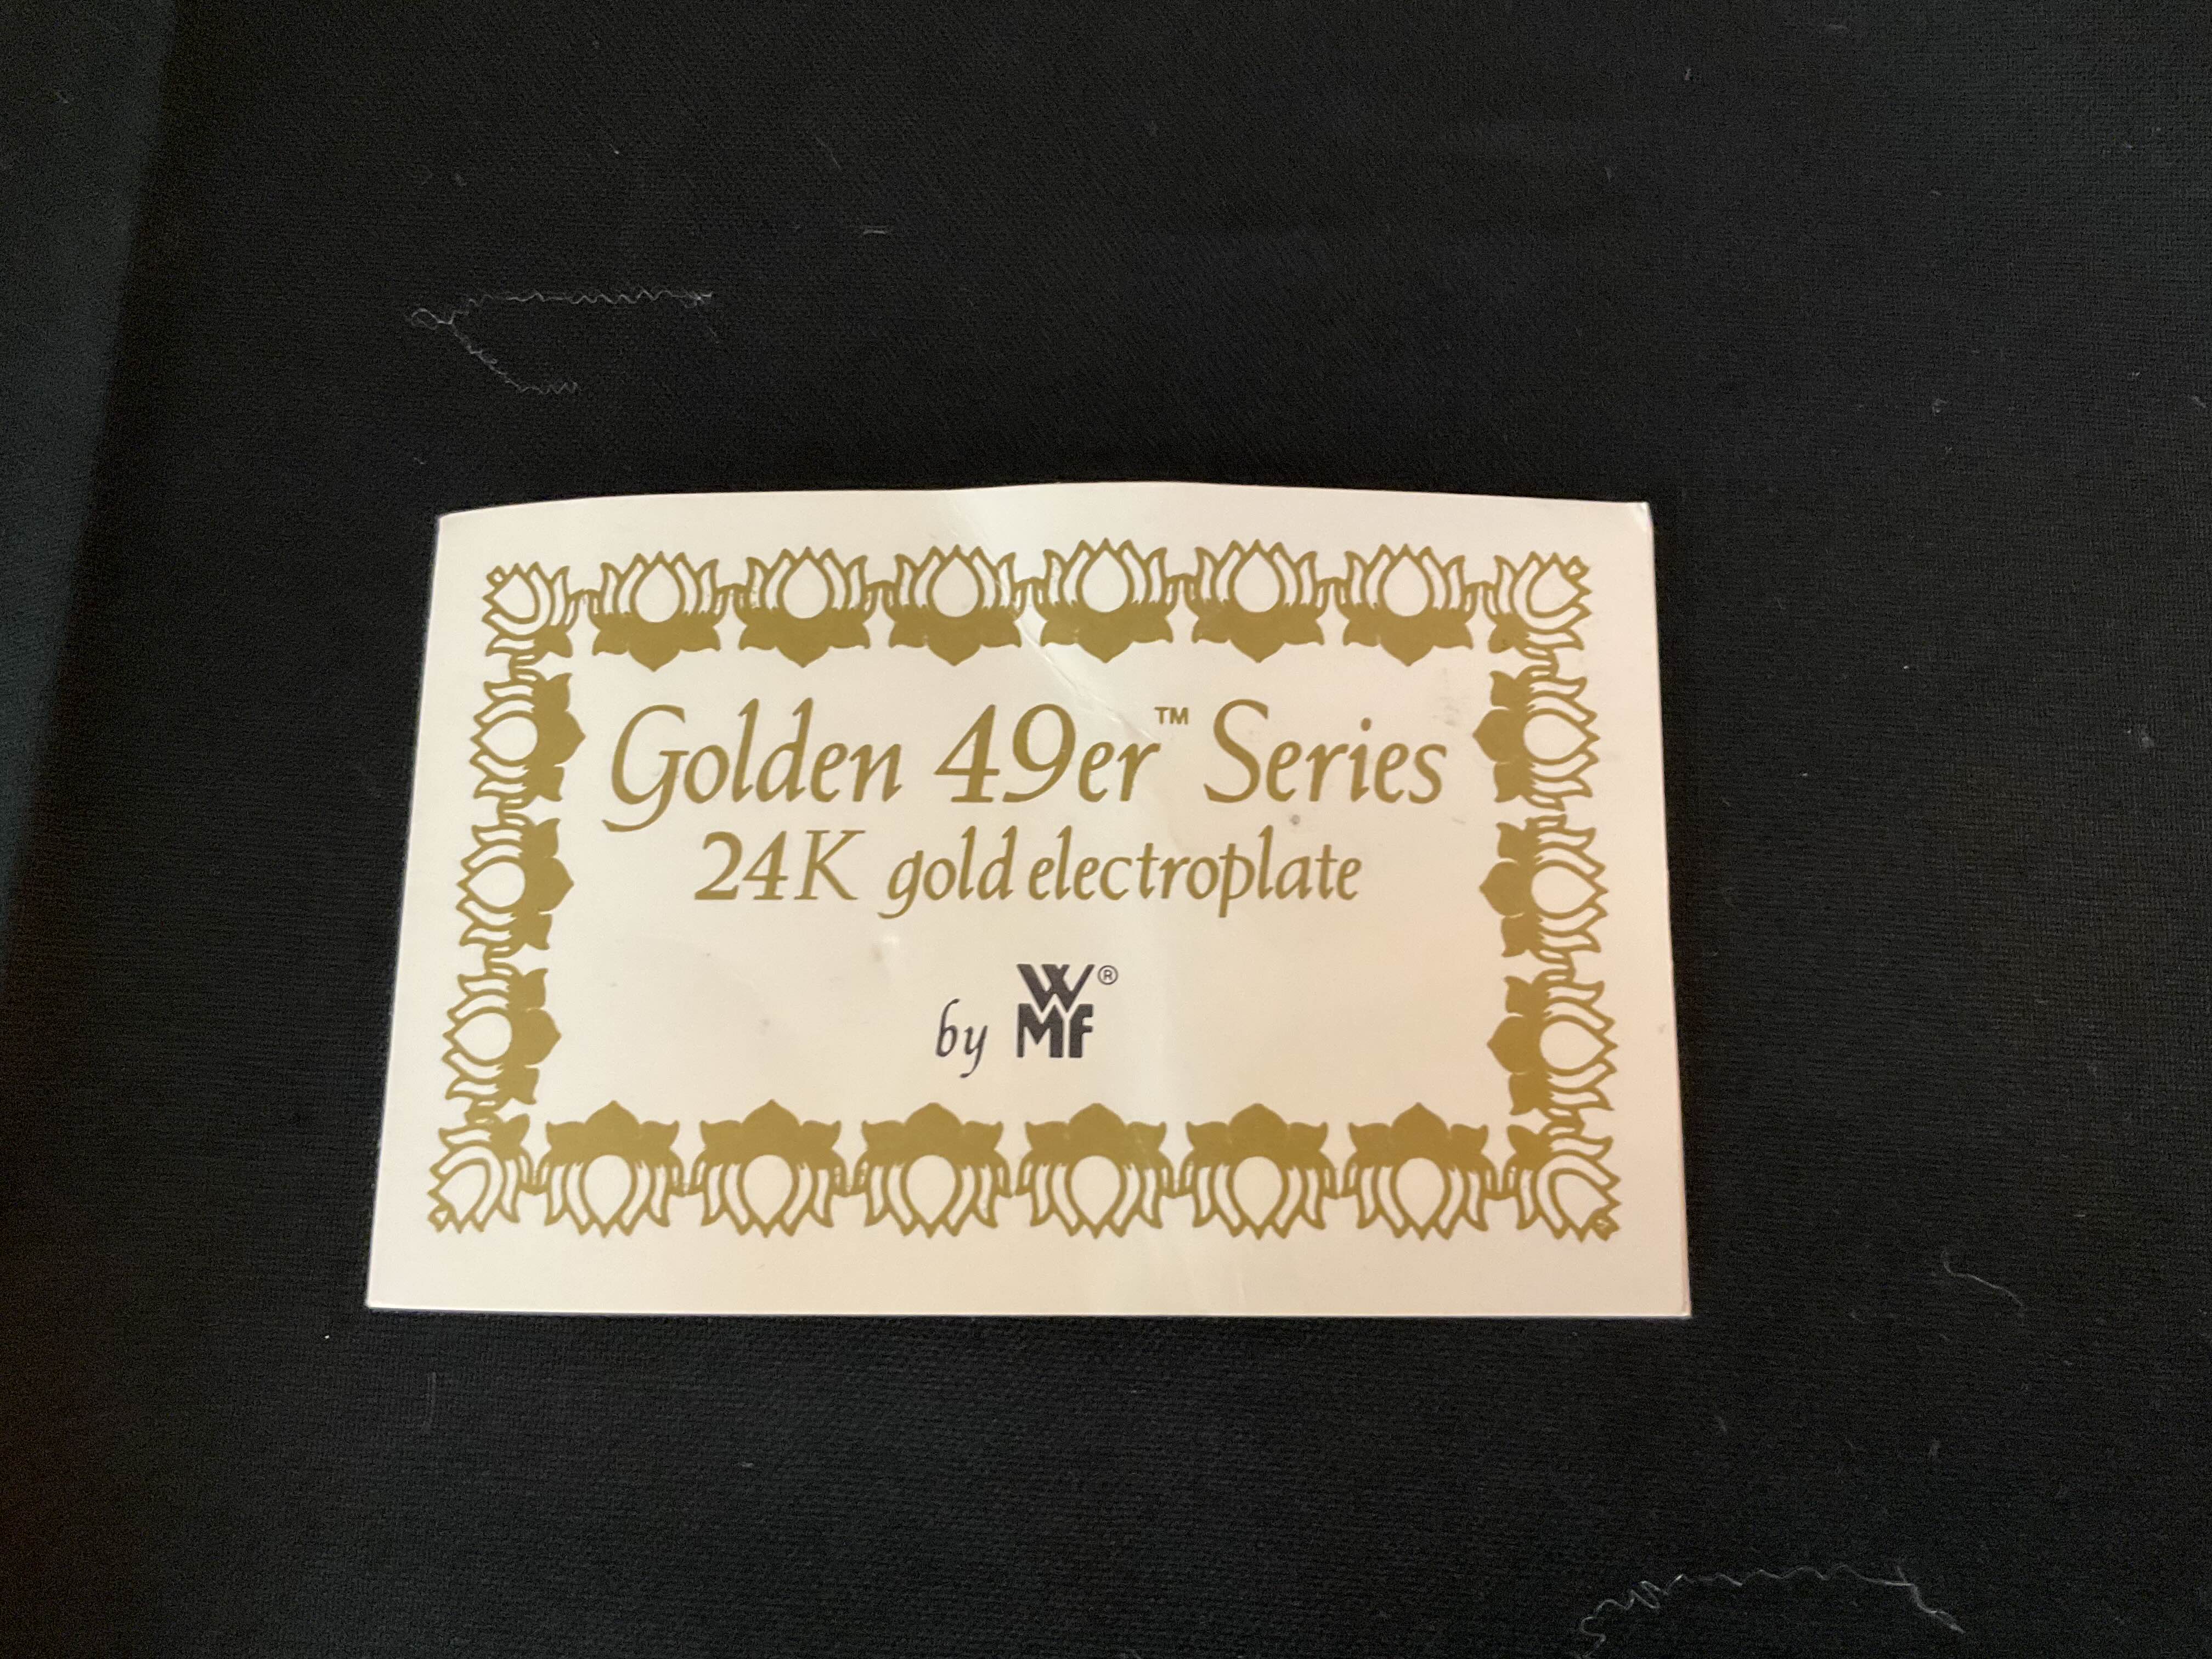 Golden 49er™ Series
24K gold electroplate
by WMF®